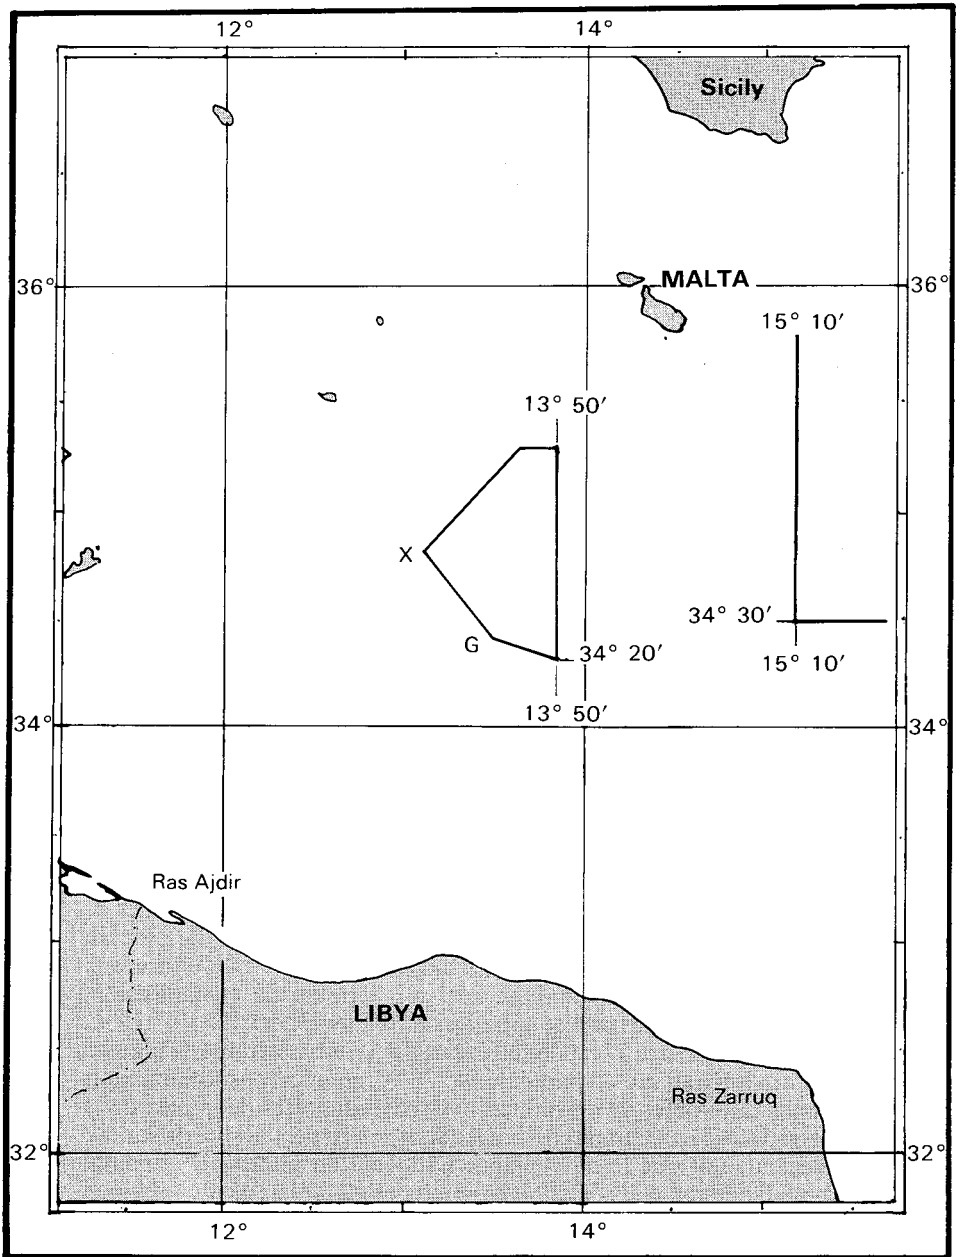 12° 14°
Sicily
36° MALTA 36°
15° 10′
13° 50′
X
34° 30′
G 34° 20′
15° 10′
13° 50′
34° 34°
Ras Ajdir
LIBYA
Ras Zarruq
32° 32°
12° 14°